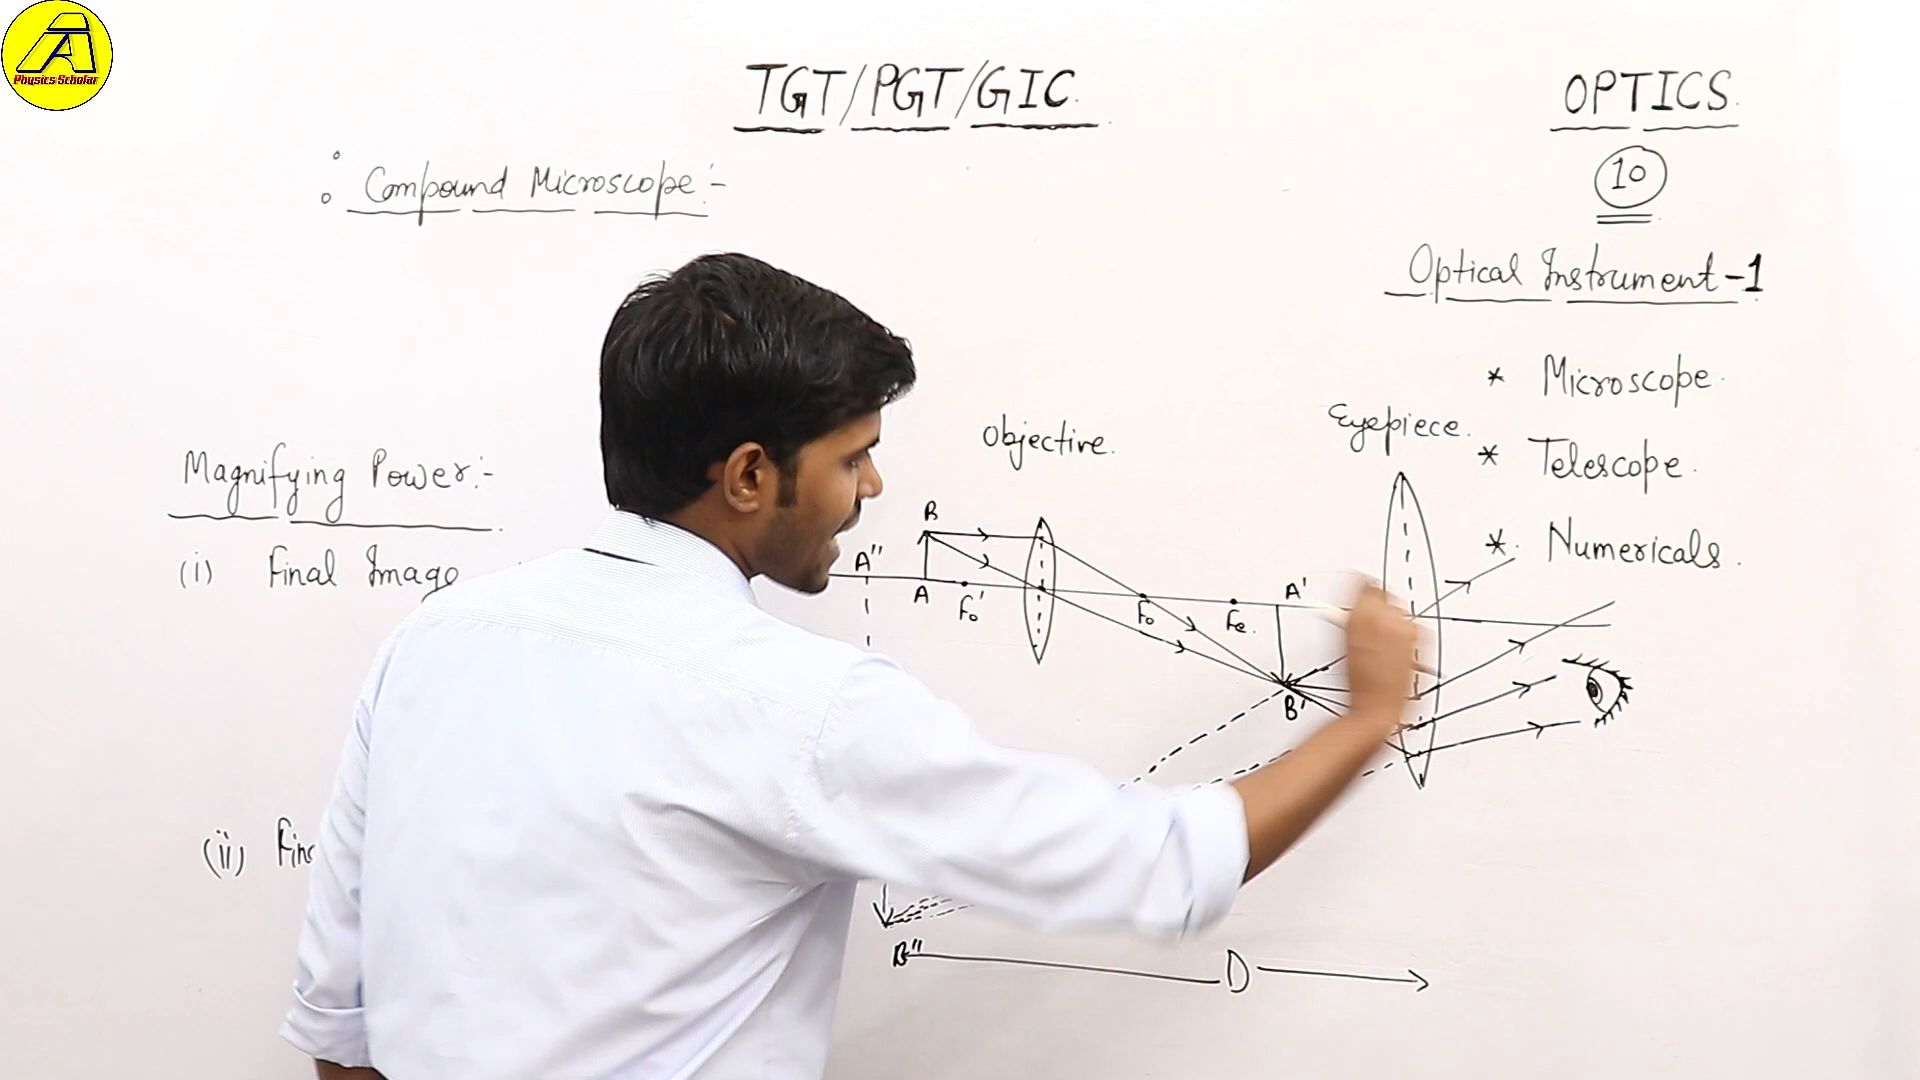 Physics Scholar
TGT/PGT/GIC.
OPTICS.
10
Compound Microscope:-
Optical Instrument-1
* Microscope.
* Telescope.
* Numericals.
Magnifying Power:-
(i) Final Image
(ii)
Objective.
Eyepiece.
B
A"
A
Fo'
Fo
Fe.
A'
B'
B"
D